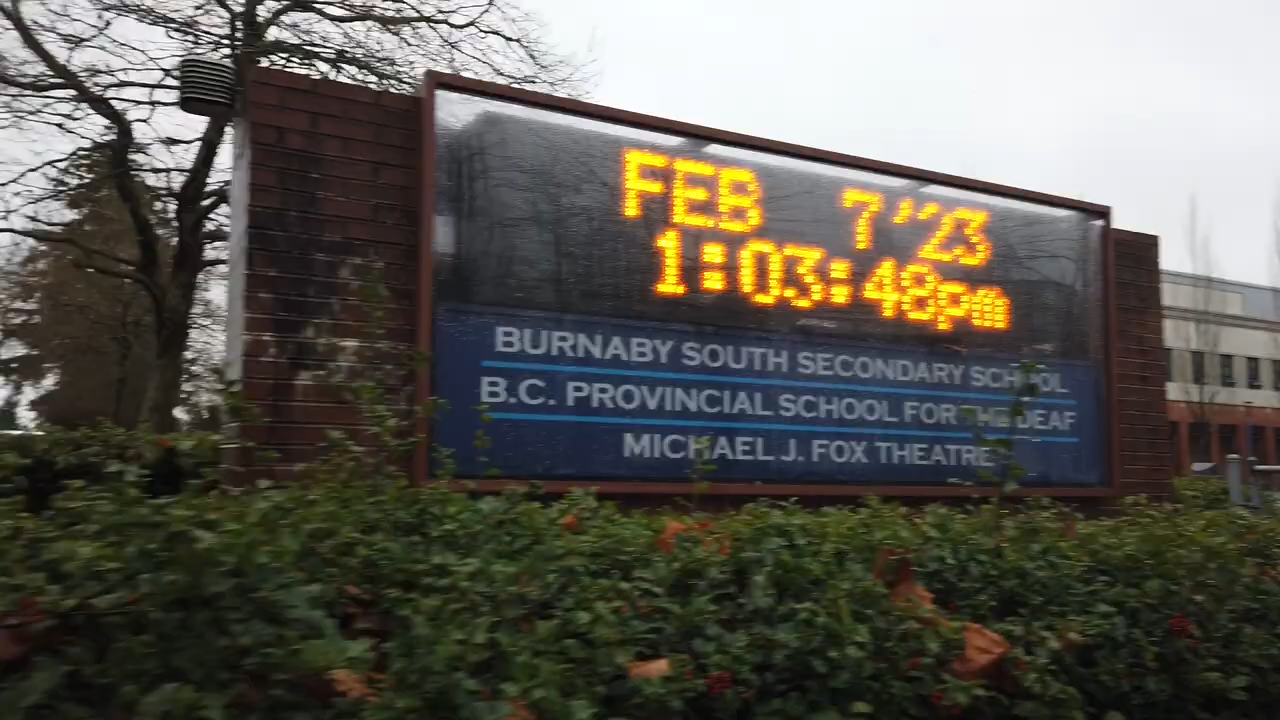 FEB 7'23
1:03:48pm
BURNABY SOUTH SECONDARY SCHOOL
B.C. PROVINCIAL SCHOOL FOR THE DEAF
MICHAEL J. FOX THEATRE